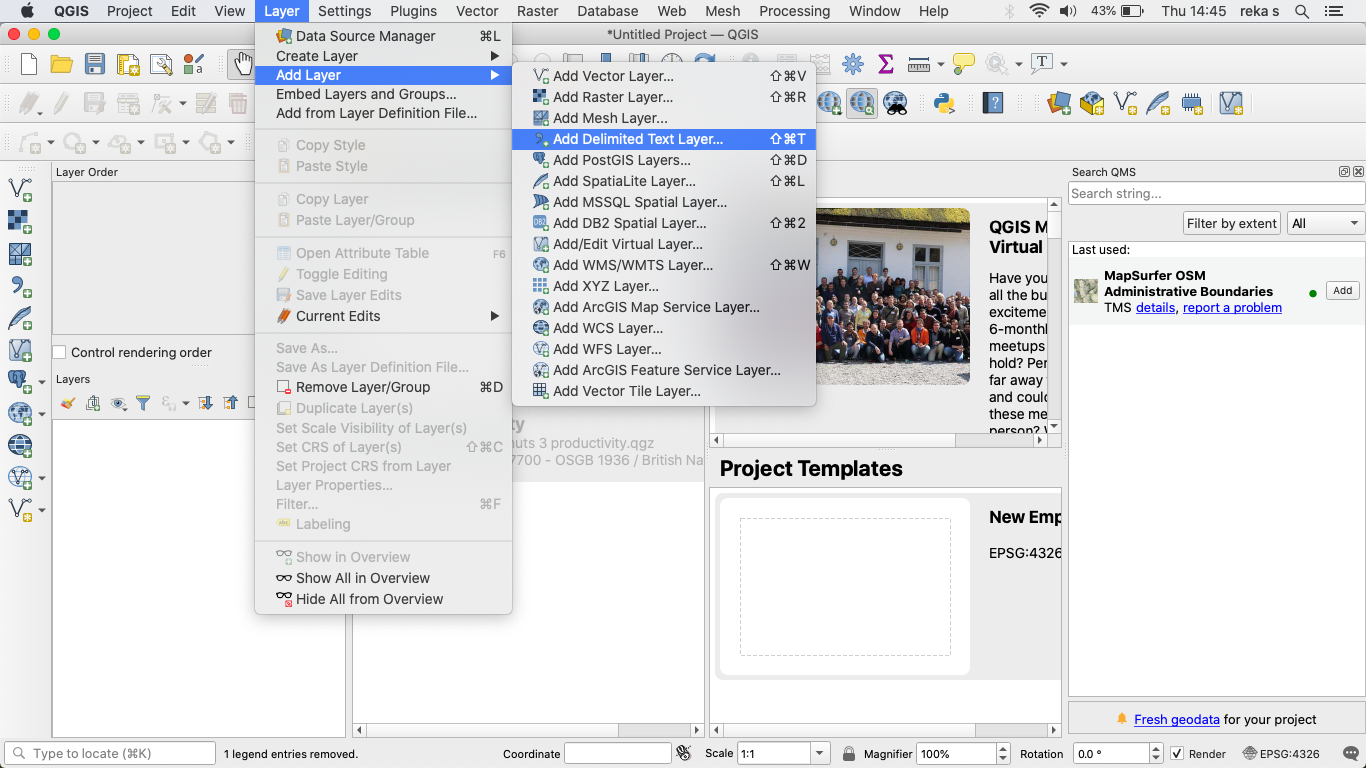 QGIS Project Edit View Layer Settings Plugins Vector Raster Database Web Mesh Processing Window Help 43% Thu 14:45 reka s
*Untitled Project — QGIS
Data Source Manager ⌘L
Create Layer
Add Layer
Embed Layers and Groups...
Add from Layer Definition File...
Copy Style
Paste Style
Copy Layer
Paste Layer/Group
Open Attribute Table F6
Toggle Editing
Save Layer Edits
Current Edits
Save As...
Save As Layer Definition File...
Remove Layer/Group ⌘D
Duplicate Layer(s)
Set Scale Visibility of Layer(s)
Set CRS of Layer(s) ⇧⌘C
Set Project CRS from Layer
Layer Properties...
Filter... ⌘F
Labeling
Show in Overview
Show All in Overview
Hide All from Overview
Add Vector Layer... ⇧⌘V
Add Raster Layer... ⇧⌘R
Add Mesh Layer...
Add Delimited Text Layer... ⇧⌘T
Add PostGIS Layers... ⇧⌘D
Add SpatiaLite Layer... ⇧⌘L
Add MSSQL Spatial Layer...
Add DB2 Spatial Layer... ⇧⌘2
Add/Edit Virtual Layer...
Add WMS/WMTS Layer... ⇧⌘W
Add XYZ Layer...
Add ArcGIS Map Service Layer...
Add WCS Layer...
Add WFS Layer...
Add ArcGIS Feature Service Layer...
Add Vector Tile Layer...
Layer Order
Control rendering order
Layers
ty
nuts 3 productivity.qgz
7700 - OSGB 1936 / British Na
QGIS M
Virtual
Have you
all the bu
exciteme
6-monthl
meetups
hold? Per
far away
and could
these me
person? W
Project Templates
New Emp
EPSG:4326
Search QMS
Search string...
Filter by extent All
Last used:
MapSurfer OSM
Administrative Boundaries
TMS details, report a problem
Add
Fresh geodata for your project
Type to locate (⌘K) 1 legend entries removed. Coordinate Scale 1:1 Magnifier 100% Rotation 0.0 ° Render EPSG:4326